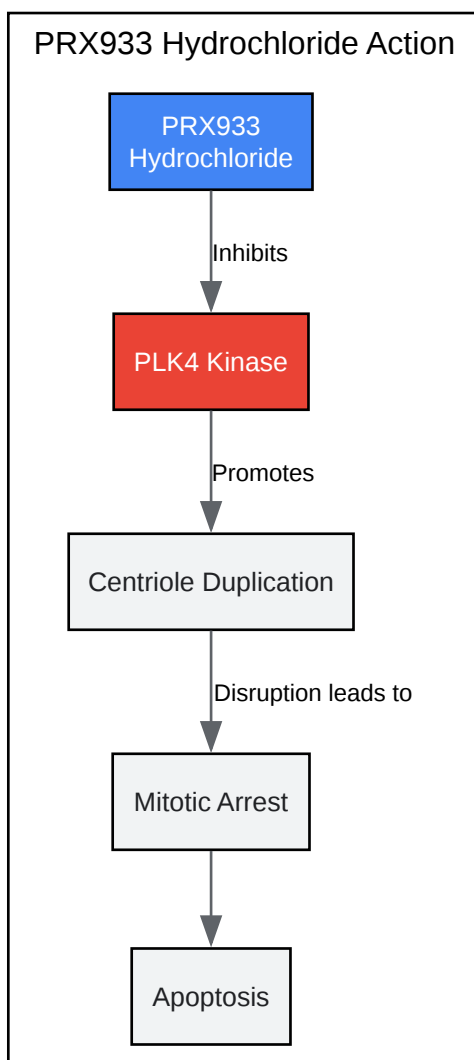 PRX933 Hydrochloride Action
PRX933
Hydrochloride
Inhibits
PLK4 Kinase
Promotes
Centriole Duplication
Disruption leads to
Mitotic Arrest
Apoptosis